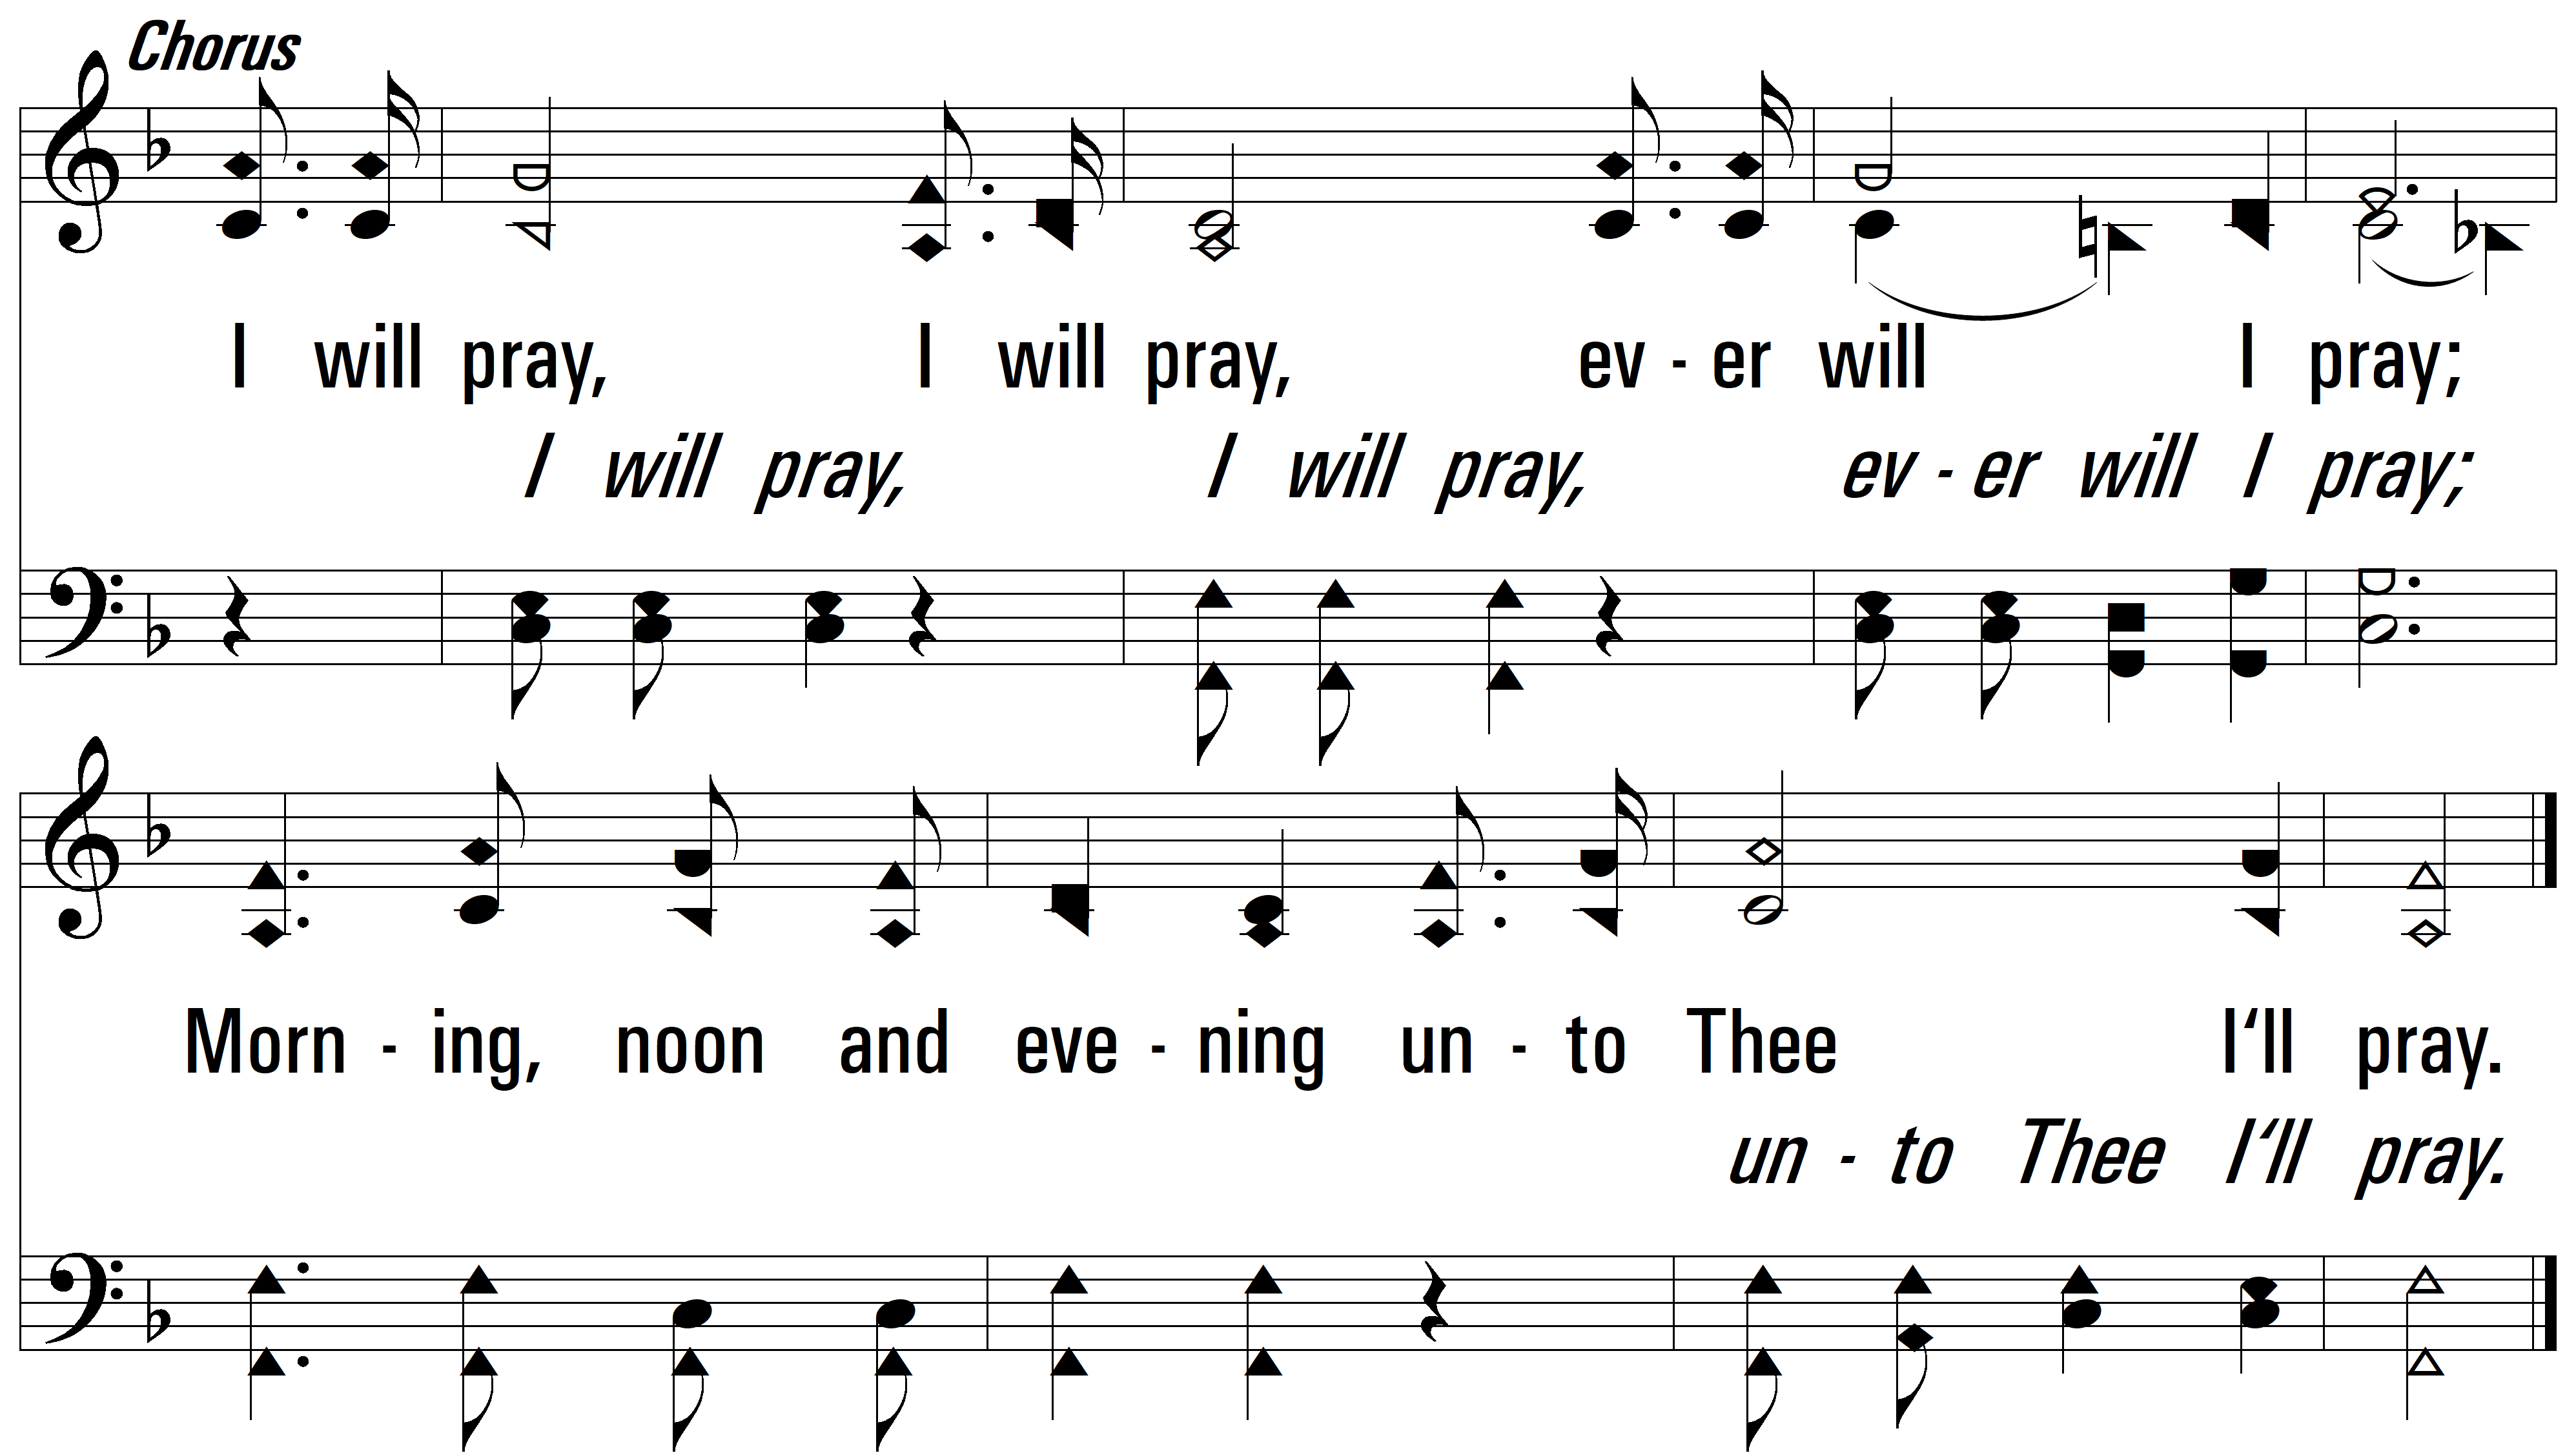 Chorus
I will pray, I will pray, ev - er will I pray;
I will pray, I will pray, ev - er will I pray;
Morn - ing, noon and eve - ning un - to Thee I‘ll pray.
un - to Thee I‘ll pray.